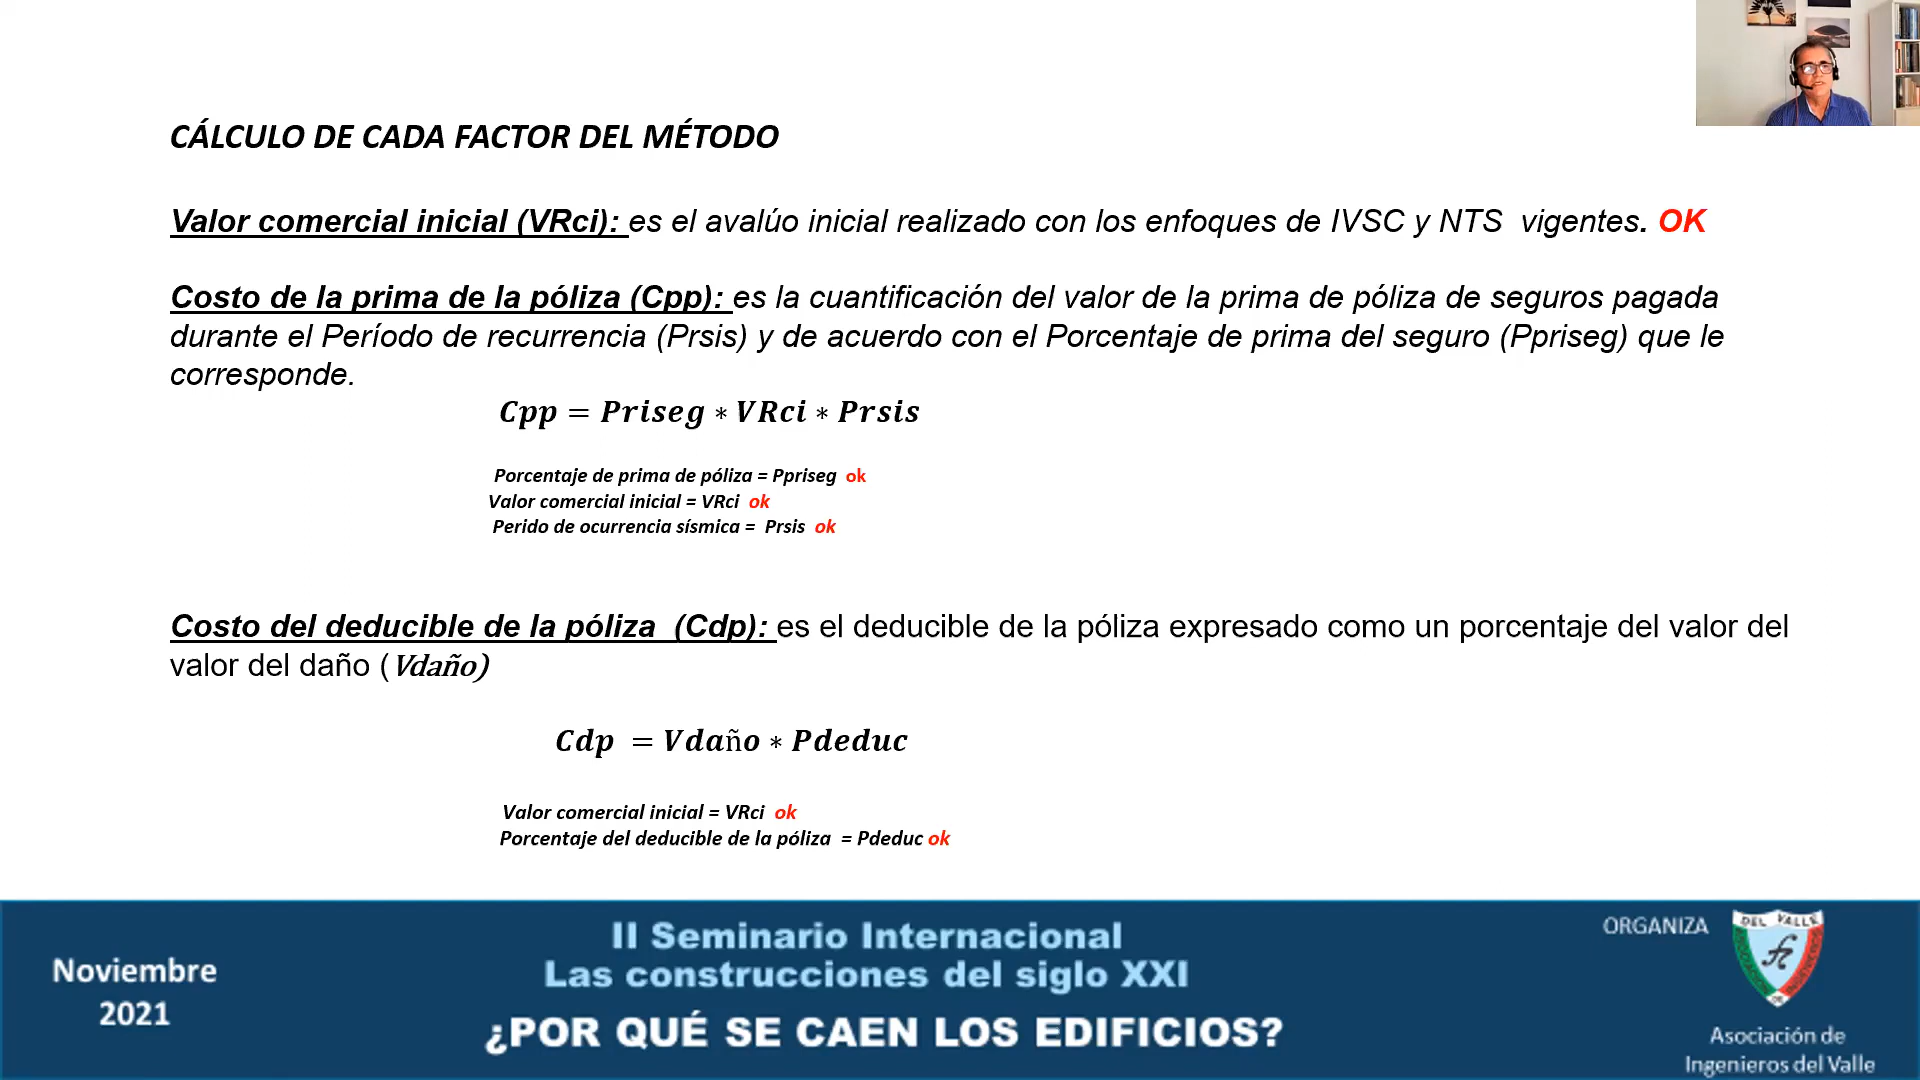 CÁLCULO DE CADA FACTOR DEL MÉTODO
Valor comercial inicial (VRci): es el avalúo inicial realizado con los enfoques de IVSC y NTS vigentes. OK
Costo de la prima de la póliza (Cpp): es la cuantificación del valor de la prima de póliza de seguros pagada
durante el Período de recurrencia (Prsis) y de acuerdo con el Porcentaje de prima del seguro (Ppriseg) que le
corresponde.
Cpp = Priseg * VRci * Prsis
Porcentaje de prima de póliza = Ppriseg ok
Valor comercial inicial = VRci ok
Perido de ocurrencia sísmica = Prsis ok
Costo del deducible de la póliza (Cdp): es el deducible de la póliza expresado como un porcentaje del valor del
valor del daño (Vdaño)
Cdp = Vdaño * Pdeduc
Valor comercial inicial = VRci ok
Porcentaje del deducible de la póliza = Pdeduc ok
Noviembre
2021
II Seminario Internacional
Las construcciones del siglo XXI
¿POR QUÉ SE CAEN LOS EDIFICIOS?
ORGANIZA
DEL VALLE
Asociación de
Ingenieros del Valle